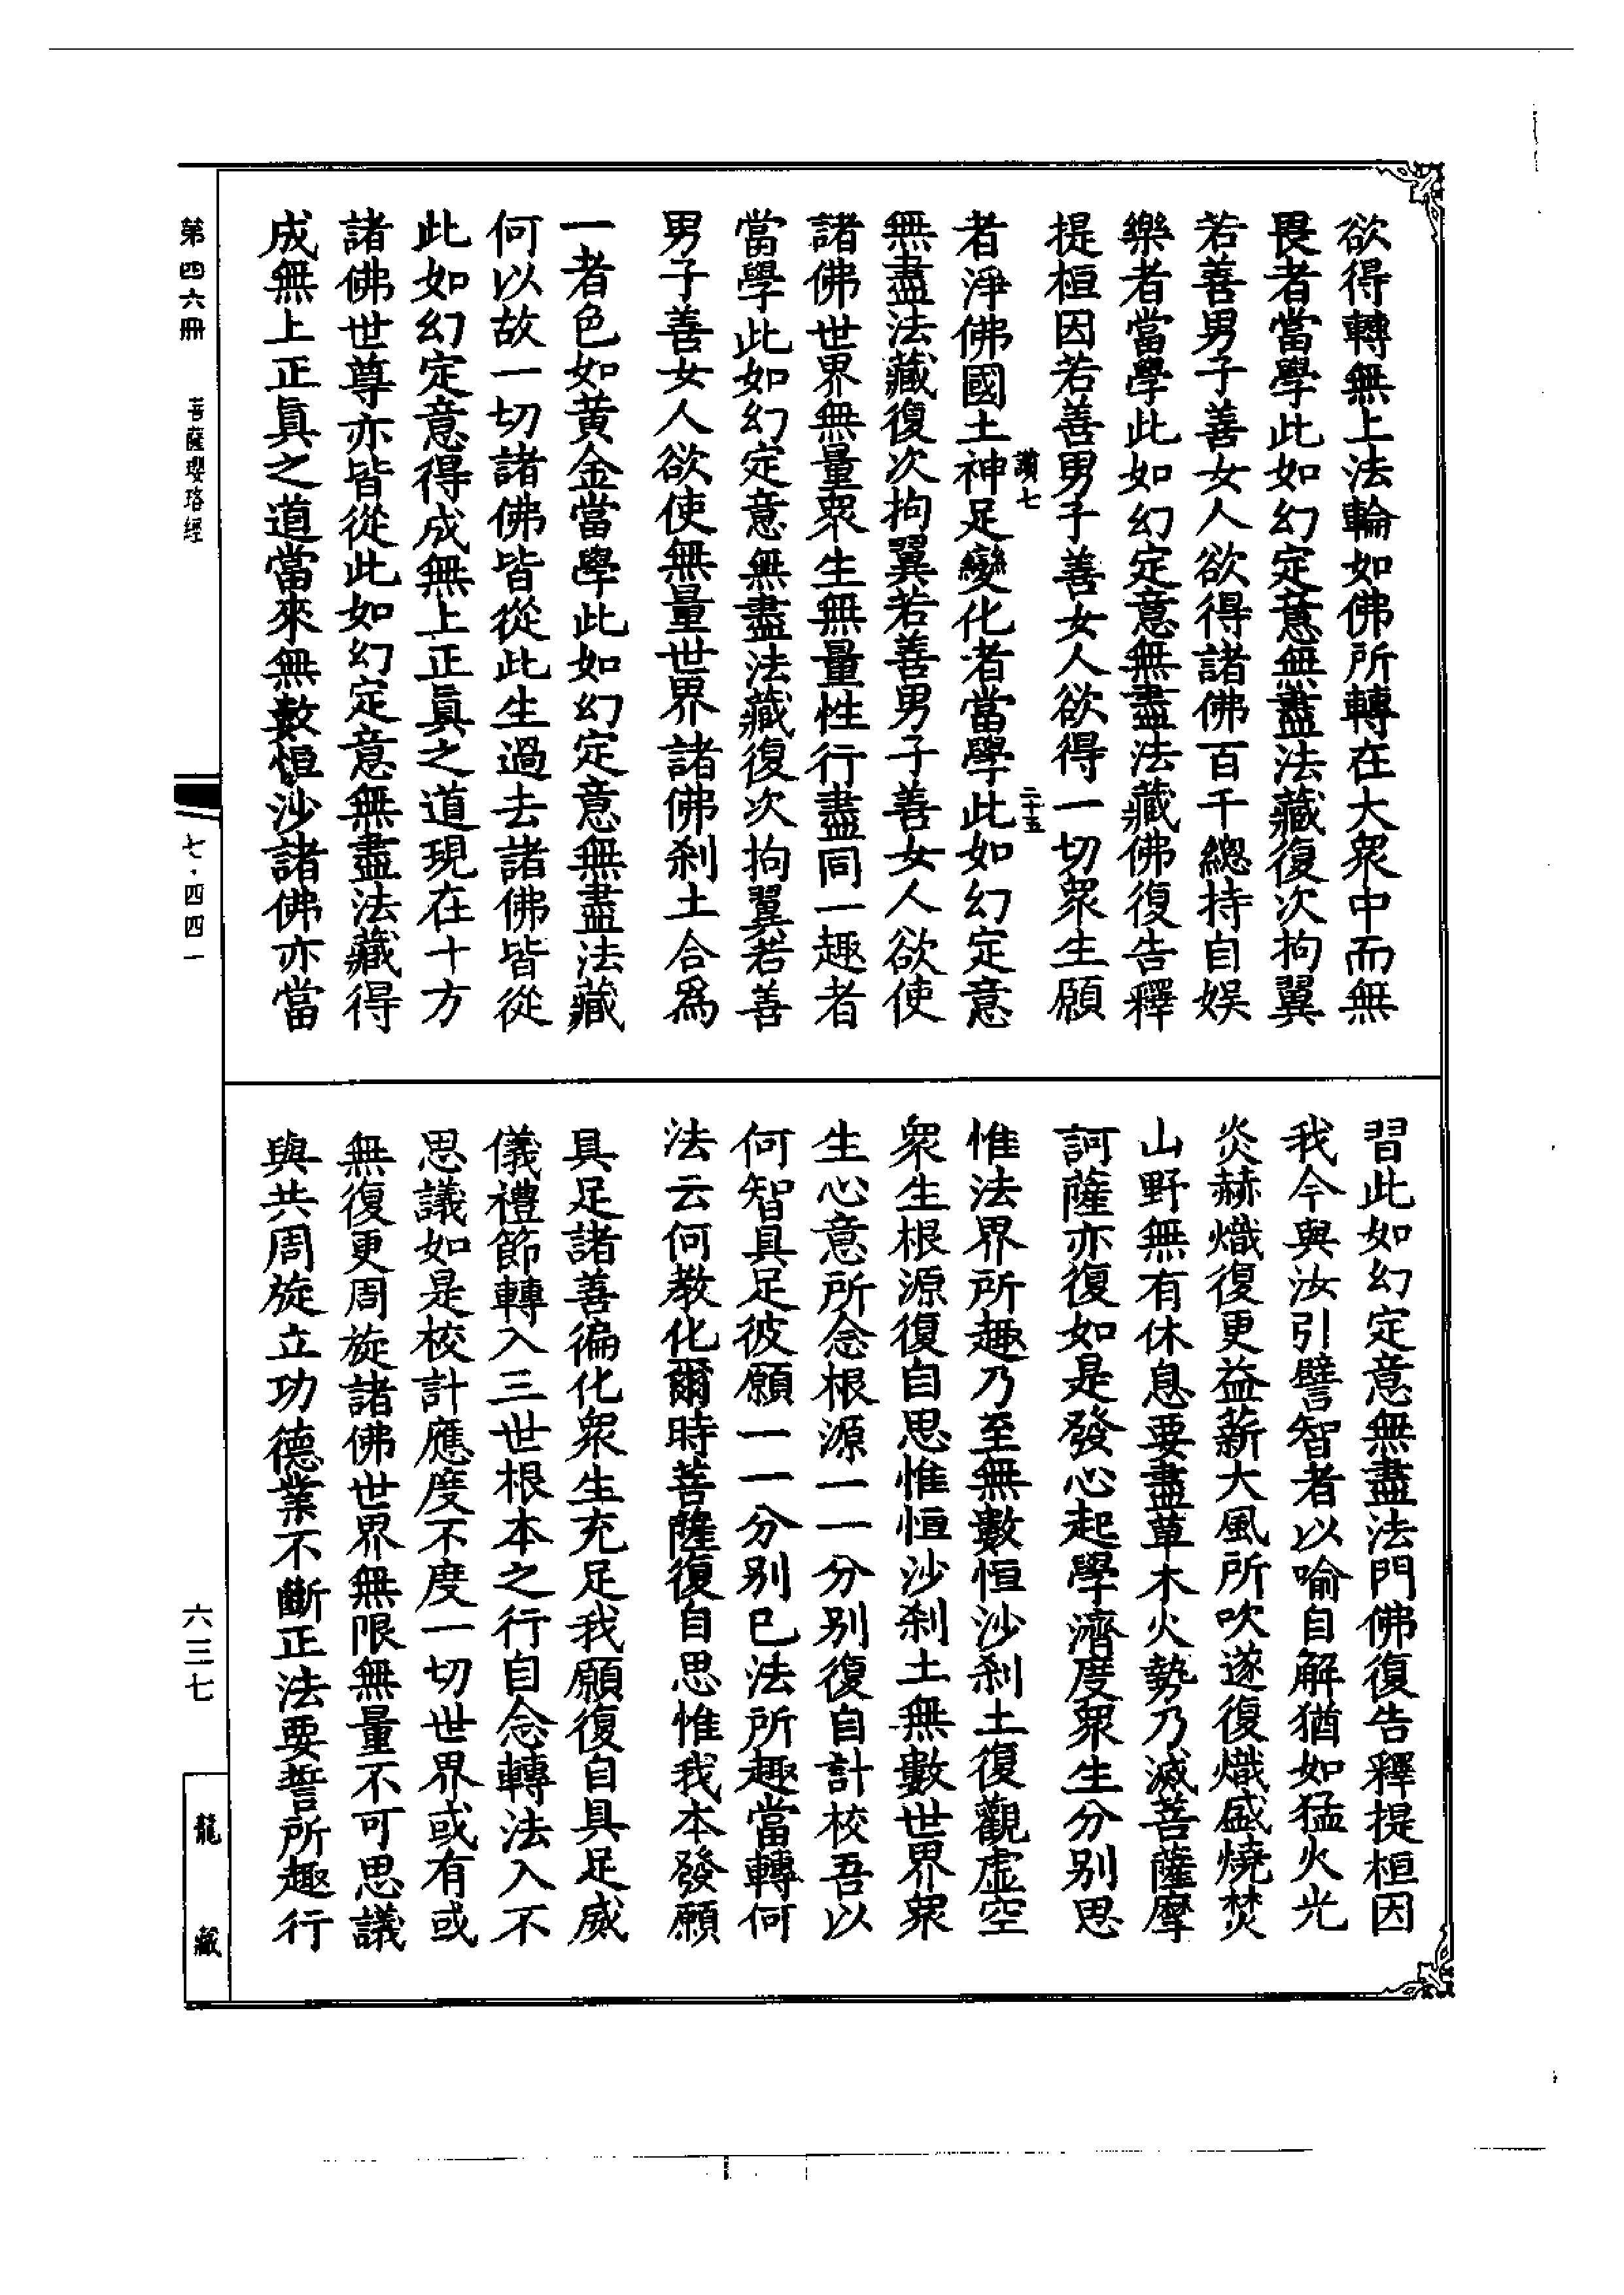 欲得轉無上法輪如佛所轉在大眾中而無
畏者當學此如幻定意無盡法藏復次拘翼
若善男子善女人欲得諸佛百千總持自娛
樂者當學此如幻定意無盡法藏佛復告釋
提桓因若善男子善女人欲得一切眾生願
讃七 二十五
者淨佛國土神足變化者當學此如幻定意
無盡法藏復次拘翼若善男子善女人欲使
諸佛世界無量眾生無量性行盡同一趣者
當學此如幻定意無盡法藏復次拘翼若善
男子善女人欲使無量世界諸佛刹土合爲
一者色如黃金當學此如幻定意無盡法藏
何以故一切諸佛皆從此生過去諸佛皆從
此如幻定意得成無上正眞之道現在十方
諸佛世尊亦皆從此如幻定意無盡法藏得
成無上正眞之道當來無數恒沙諸佛亦當
習此如幻定意無盡法門佛復告釋提桓因
我今與汝引譬智者以喻自解猶如猛火光
炎赫熾復更益薪大風所吹遂復熾盛燒焚
山野無有休息要盡草木火勢乃滅菩薩摩
訶薩亦復如是發心起學濟度眾生分別思
惟法界所趣乃至無數恒沙刹土復觀虛空
眾生根源復自思惟恒沙刹土無數世界眾
生心意所念根源一一分別復自計校吾以
何智具足彼願一一分別已法所趣當轉何
法云何教化爾時菩薩復自思惟我本發願
具足諸善徧化眾生充足我願復自具足威
儀禮節轉入三世根本之行自念轉法入不
思議如是校計應度不度一切世界或有或
無復更周旋諸佛世界無限無量不可思議
與共周旋立功德業不斷正法要誓所趣行
第四六冊 菩薩瓔珞經 七·四四一 六三七 龍藏